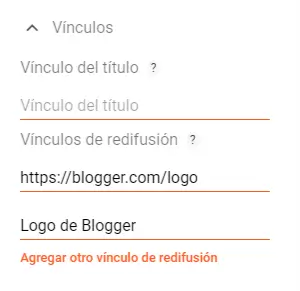 Vínculos
Vínculo del título ?
Vínculo del título
Vínculos de redifusión ?
https://blogger.com/logo
Logo de Blogger
Agregar otro vínculo de redifusión